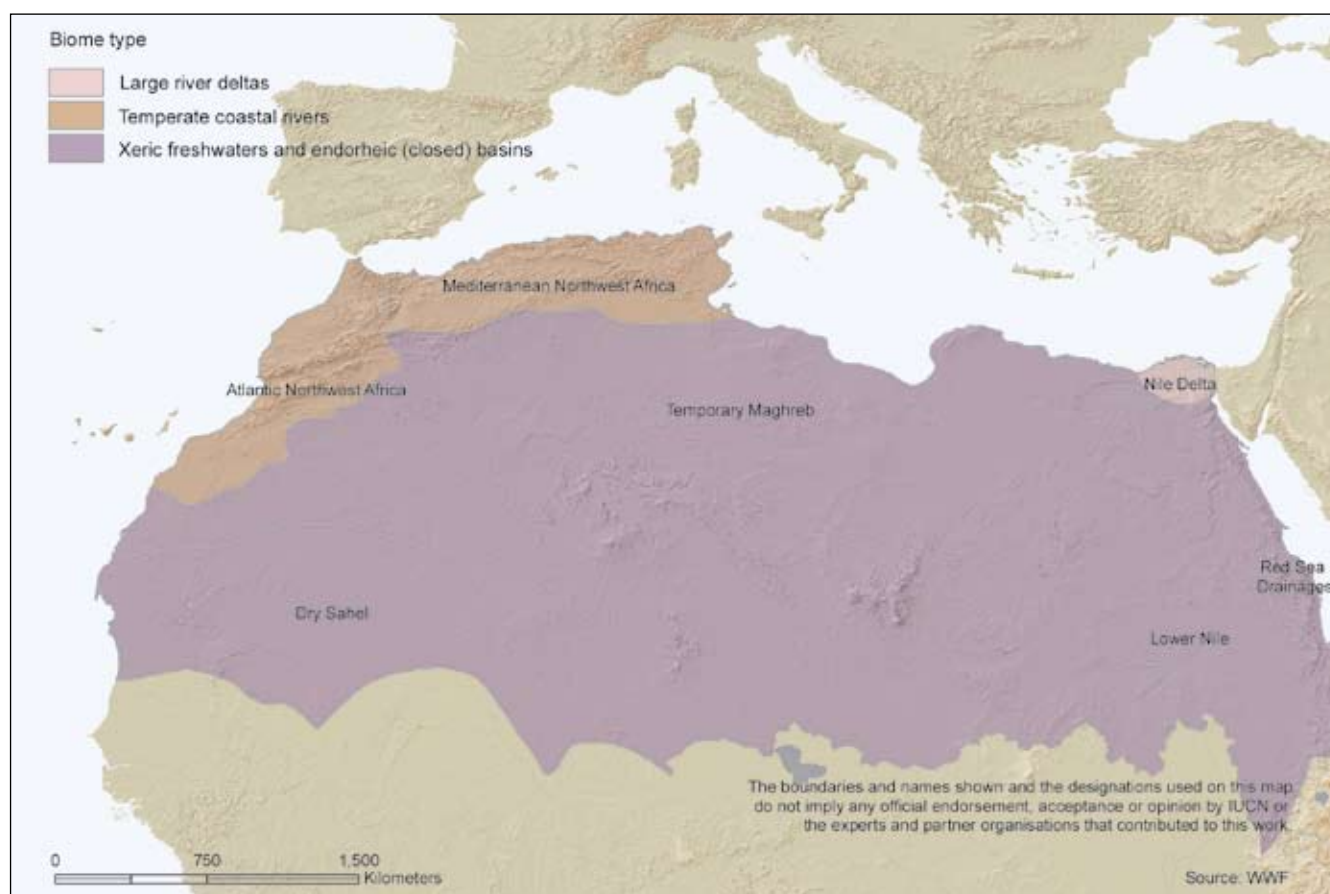 Biome type
Large river deltas
Temperate coastal rivers
Xeric freshwaters and endorheic (closed) basins
Mediterranean Northwest Africa
Atlantic Northwest Africa
Nile Delta
Temporary Maghreb
Red Sea
Drainages
Dry Sahel
Lower Nile
The boundaries and names shown and the designations used on this map
do not imply any official endorsement, acceptance or opinion by IUCN or
the experts and partner organisations that contributed to this work.
0 750 1,500
Kilometers
Source: WWF